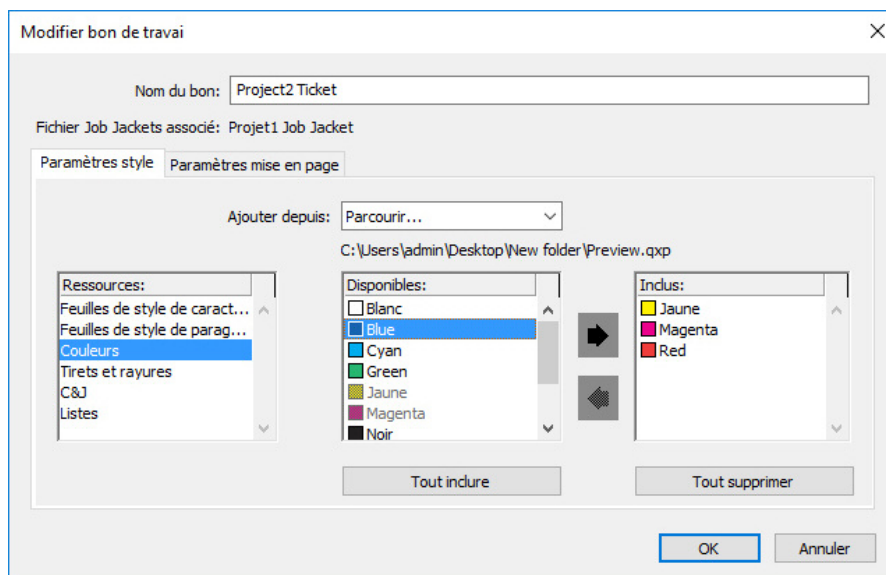 Modifier bon de travai
Nom du bon: Project2 Ticket
Fichier Job Jackets associé: Projet1 Job Jacket
Paramètres style Paramètres mise en page
Ajouter depuis: Parcourir...
C:\Users\admin\Desktop\New folder\Preview.qxp
Ressources:
Feuilles de style de caract...
Feuilles de style de parag...
Couleurs
Tirets et rayures
C&J
Listes
Disponibles:
Blanc
Blue
Cyan
Green
Jaune
Magenta
Noir
Inclus:
Jaune
Magenta
Red
Tout inclure
Tout supprimer
OK
Annuler